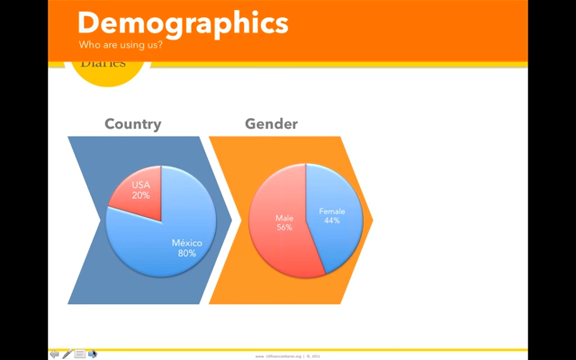 Demographics
Who are using us?
Diaries
Country
Gender
USA
20%
México
80%
Male
56%
Female
44%